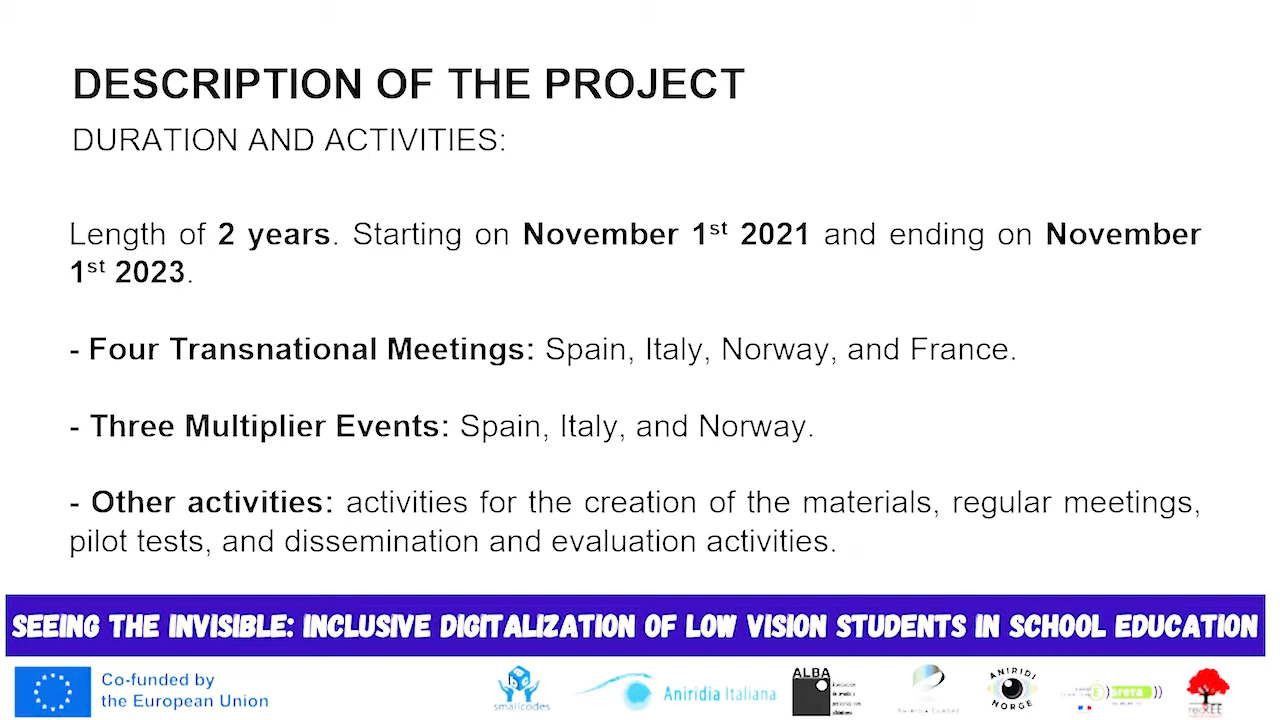 DESCRIPTION OF THE PROJECT
DURATION AND ACTIVITIES:
Length of 2 years. Starting on November 1st 2021 and ending on November
1st 2023.
- Four Transnational Meetings: Spain, Italy, Norway, and France.
- Three Multiplier Events: Spain, Italy, and Norway.
- Other activities: activities for the creation of the materials, regular meetings,
pilot tests, and dissemination and evaluation activities.
SEEING THE INVISIBLE: INCLUSIVE DIGITALIZATION OF LOW VISION STUDENTS IN SCHOOL EDUCATION
Co-funded by
the European Union
smallcodes
Aniridia Italiana
ALBA
ANIRIDIA EUROPE
ANIRIDI
NORGE